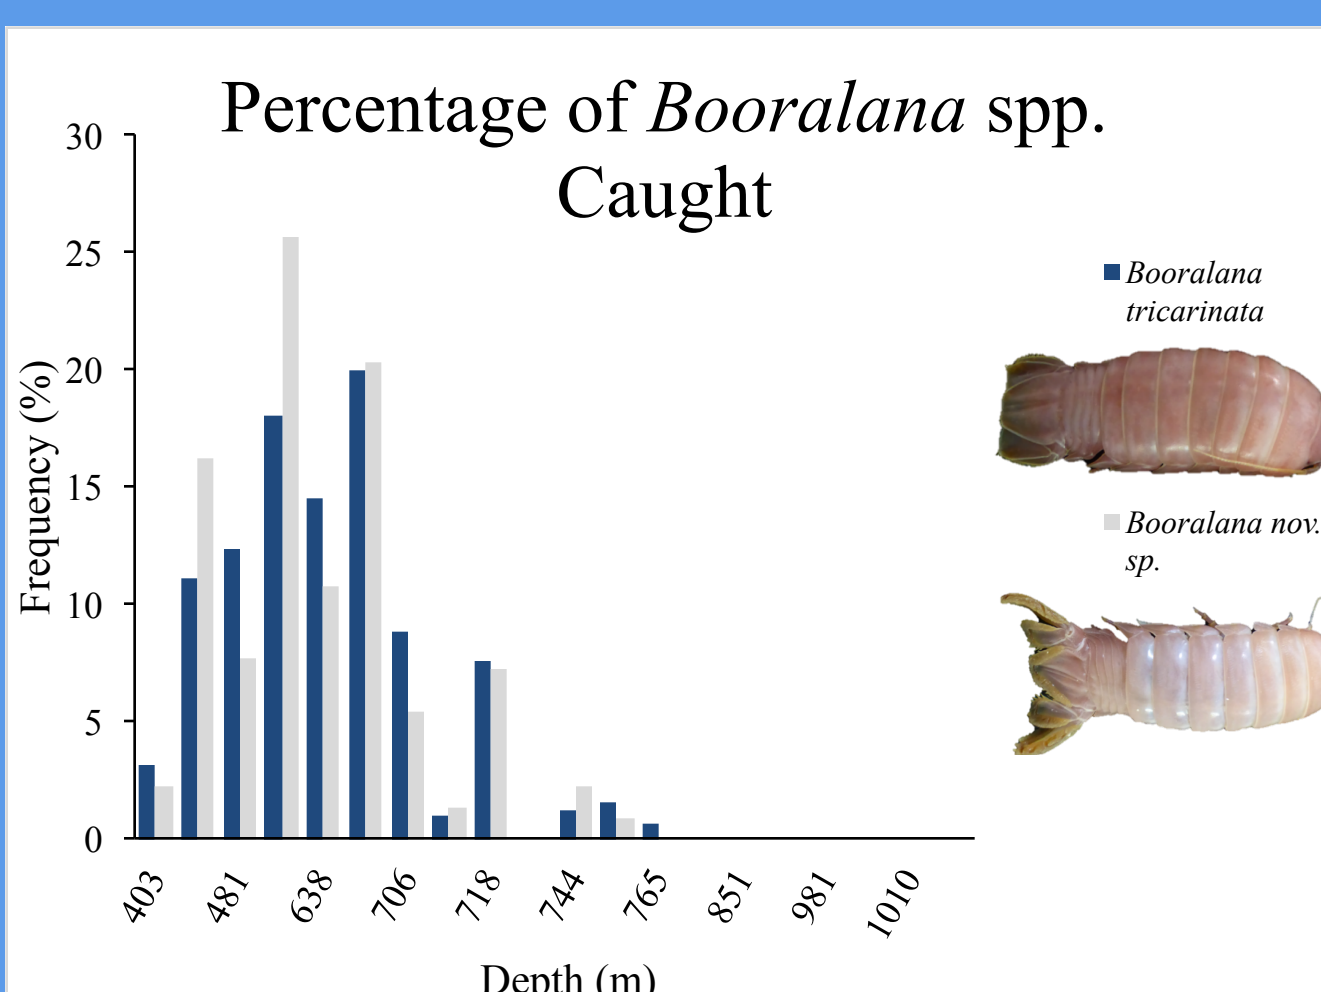 Percentage of Booralana spp.
Caught
30
25
20
15
10
5
0
Frequency (%)
403
481
638
706
718
744
765
851
981
1010
Depth (m)
Booralana
tricarinata
Booralana nov.
sp.